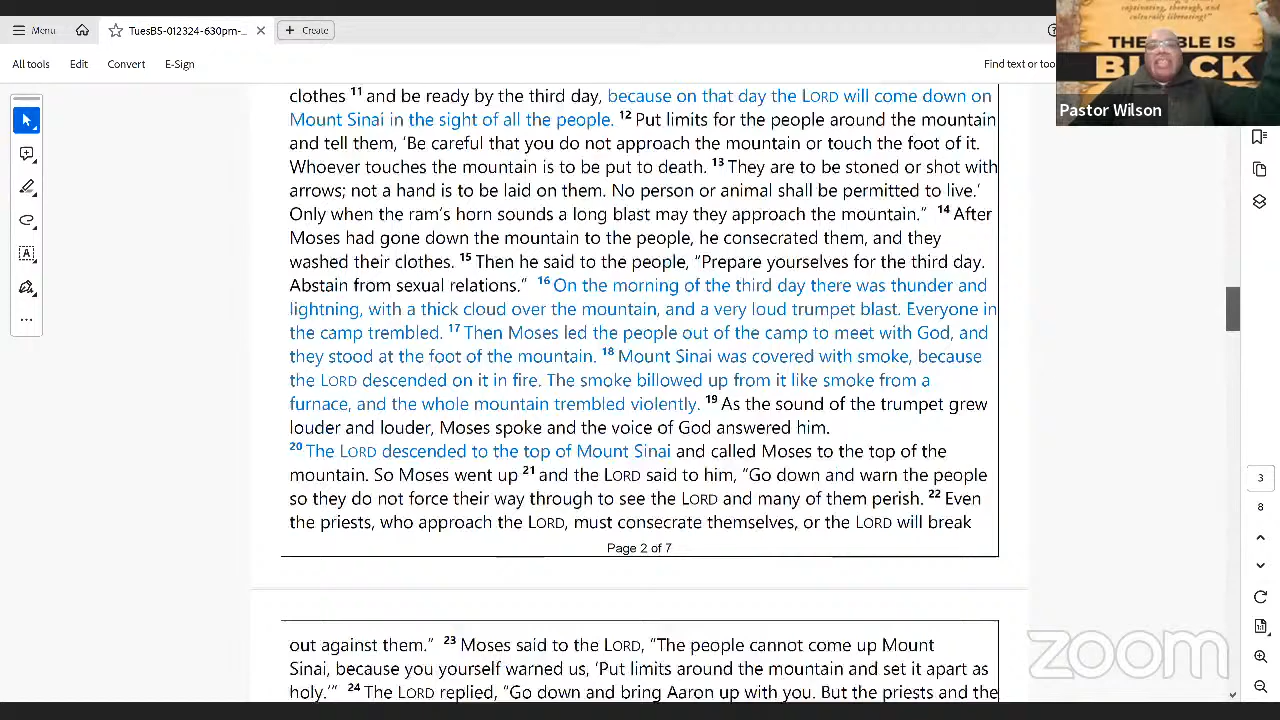 Menu
TuesB5-012324-630pm-...
Create
All tools
Edit
Convert
E-Sign
Find text or too
captivating, thorough, and
culturally liberating!"
THE BLE IS
BL CK
Pastor Wilson
clothes 11 and be ready by the third day, because on that day the LORD will come down on
Mount Sinai in the sight of all the people. 12 Put limits for the people around the mountain
and tell them, ‘Be careful that you do not approach the mountain or touch the foot of it.
Whoever touches the mountain is to be put to death. 13 They are to be stoned or shot with
arrows; not a hand is to be laid on them. No person or animal shall be permitted to live.’
Only when the ram’s horn sounds a long blast may they approach the mountain.” 14 After
Moses had gone down the mountain to the people, he consecrated them, and they
washed their clothes. 15 Then he said to the people, “Prepare yourselves for the third day.
Abstain from sexual relations.” 16 On the morning of the third day there was thunder and
lightning, with a thick cloud over the mountain, and a very loud trumpet blast. Everyone in
the camp trembled. 17 Then Moses led the people out of the camp to meet with God, and
they stood at the foot of the mountain. 18 Mount Sinai was covered with smoke, because
the LORD descended on it in fire. The smoke billowed up from it like smoke from a
furnace, and the whole mountain trembled violently. 19 As the sound of the trumpet grew
louder and louder, Moses spoke and the voice of God answered him.
20 The LORD descended to the top of Mount Sinai and called Moses to the top of the
mountain. So Moses went up 21 and the LORD said to him, “Go down and warn the people
so they do not force their way through to see the LORD and many of them perish. 22 Even
the priests, who approach the LORD, must consecrate themselves, or the LORD will break
Page 2 of 7
3
8
out against them.” 23 Moses said to the LORD, “The people cannot come up Mount
Sinai, because you yourself warned us, ‘Put limits around the mountain and set it apart as
holy.’” 24 The LORD replied, “Go down and bring Aaron up with you. But the priests and the
zoom